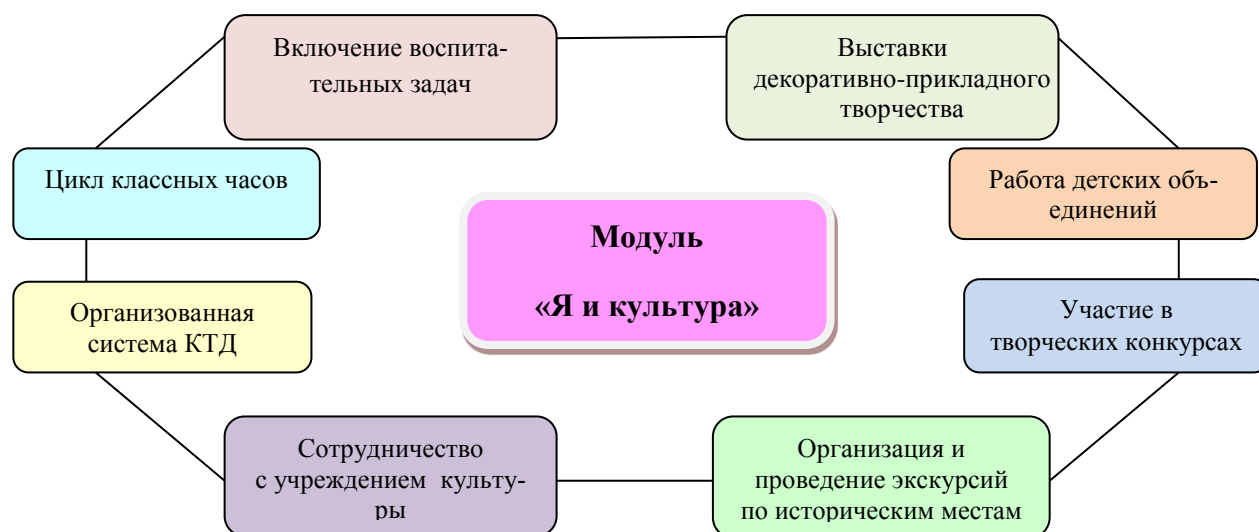 Включение воспита-
тельных задач
Выставки
декоративно-прикладного
творчества
Цикл классных часов
Работа детских объ-
единений
Модуль
«Я и культура»
Организованная
система КТД
Участие в
творческих конкурсах
Сотрудничество
с учреждением культу-
ры
Организация и
проведение экскурсий
по историческим местам